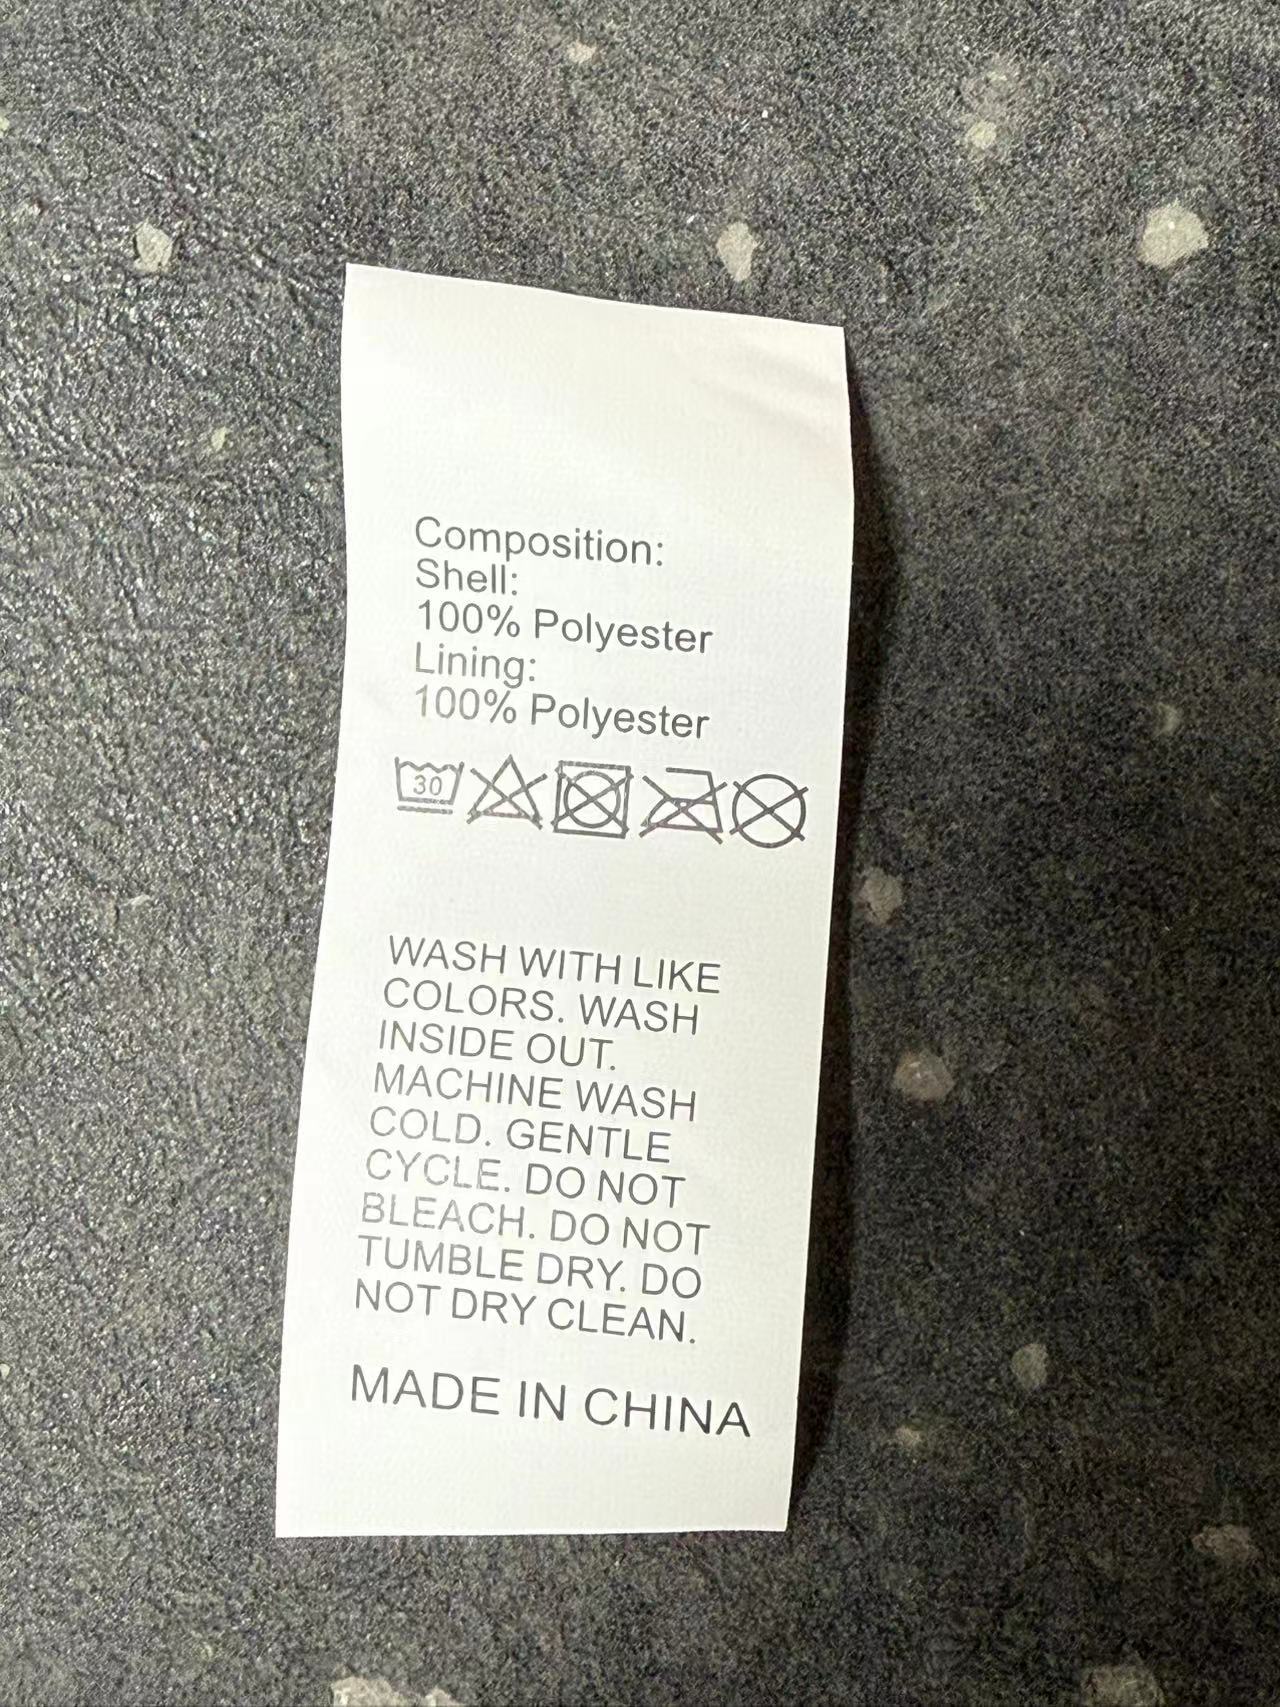 Composition:
Shell:
100% Polyester
Lining:
100% Polyester
30
WASH WITH LIKE
COLORS. WASH
INSIDE OUT.
MACHINE WASH
COLD. GENTLE
CYCLE. DO NOT
BLEACH. DO NOT
TUMBLE DRY. DO
NOT DRY CLEAN.
MADE IN CHINA